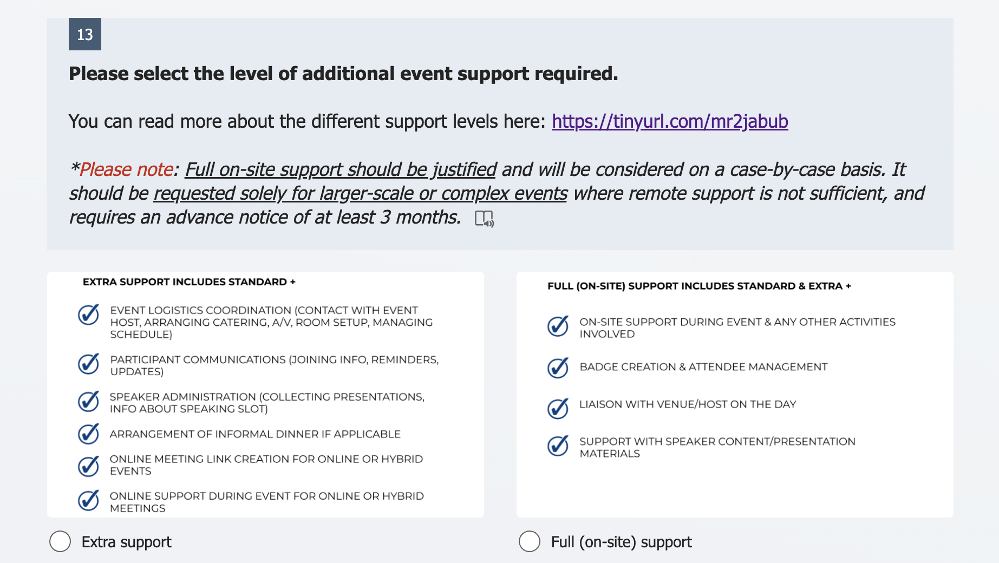 13
Please select the level of additional event support required.
You can read more about the different support levels here: https://tinyurl.com/mr2jabub
*Please note: Full on-site support should be justified and will be considered on a case-by-case basis. It
should be requested solely for larger-scale or complex events where remote support is not sufficient, and
requires an advance notice of at least 3 months.
EXTRA SUPPORT INCLUDES STANDARD +
EVENT LOGISTICS COORDINATION (CONTACT WITH EVENT
HOST, ARRANGING CATERING, A/V, ROOM SETUP, MANAGING
SCHEDULE)
PARTICIPANT COMMUNICATIONS (JOINING INFO, REMINDERS,
UPDATES)
SPEAKER ADMINISTRATION (COLLECTING PRESENTATIONS,
INFO ABOUT SPEAKING SLOT)
ARRANGEMENT OF INFORMAL DINNER IF APPLICABLE
ONLINE MEETING LINK CREATION FOR ONLINE OR HYBRID
EVENTS
ONLINE SUPPORT DURING EVENT FOR ONLINE OR HYBRID
MEETINGS
Extra support
FULL (ON-SITE) SUPPORT INCLUDES STANDARD & EXTRA +
ON-SITE SUPPORT DURING EVENT & ANY OTHER ACTIVITIES
INVOLVED
BADGE CREATION & ATTENDEE MANAGEMENT
LIAISON WITH VENUE/HOST ON THE DAY
SUPPORT WITH SPEAKER CONTENT/PRESENTATION
MATERIALS
Full (on-site) support